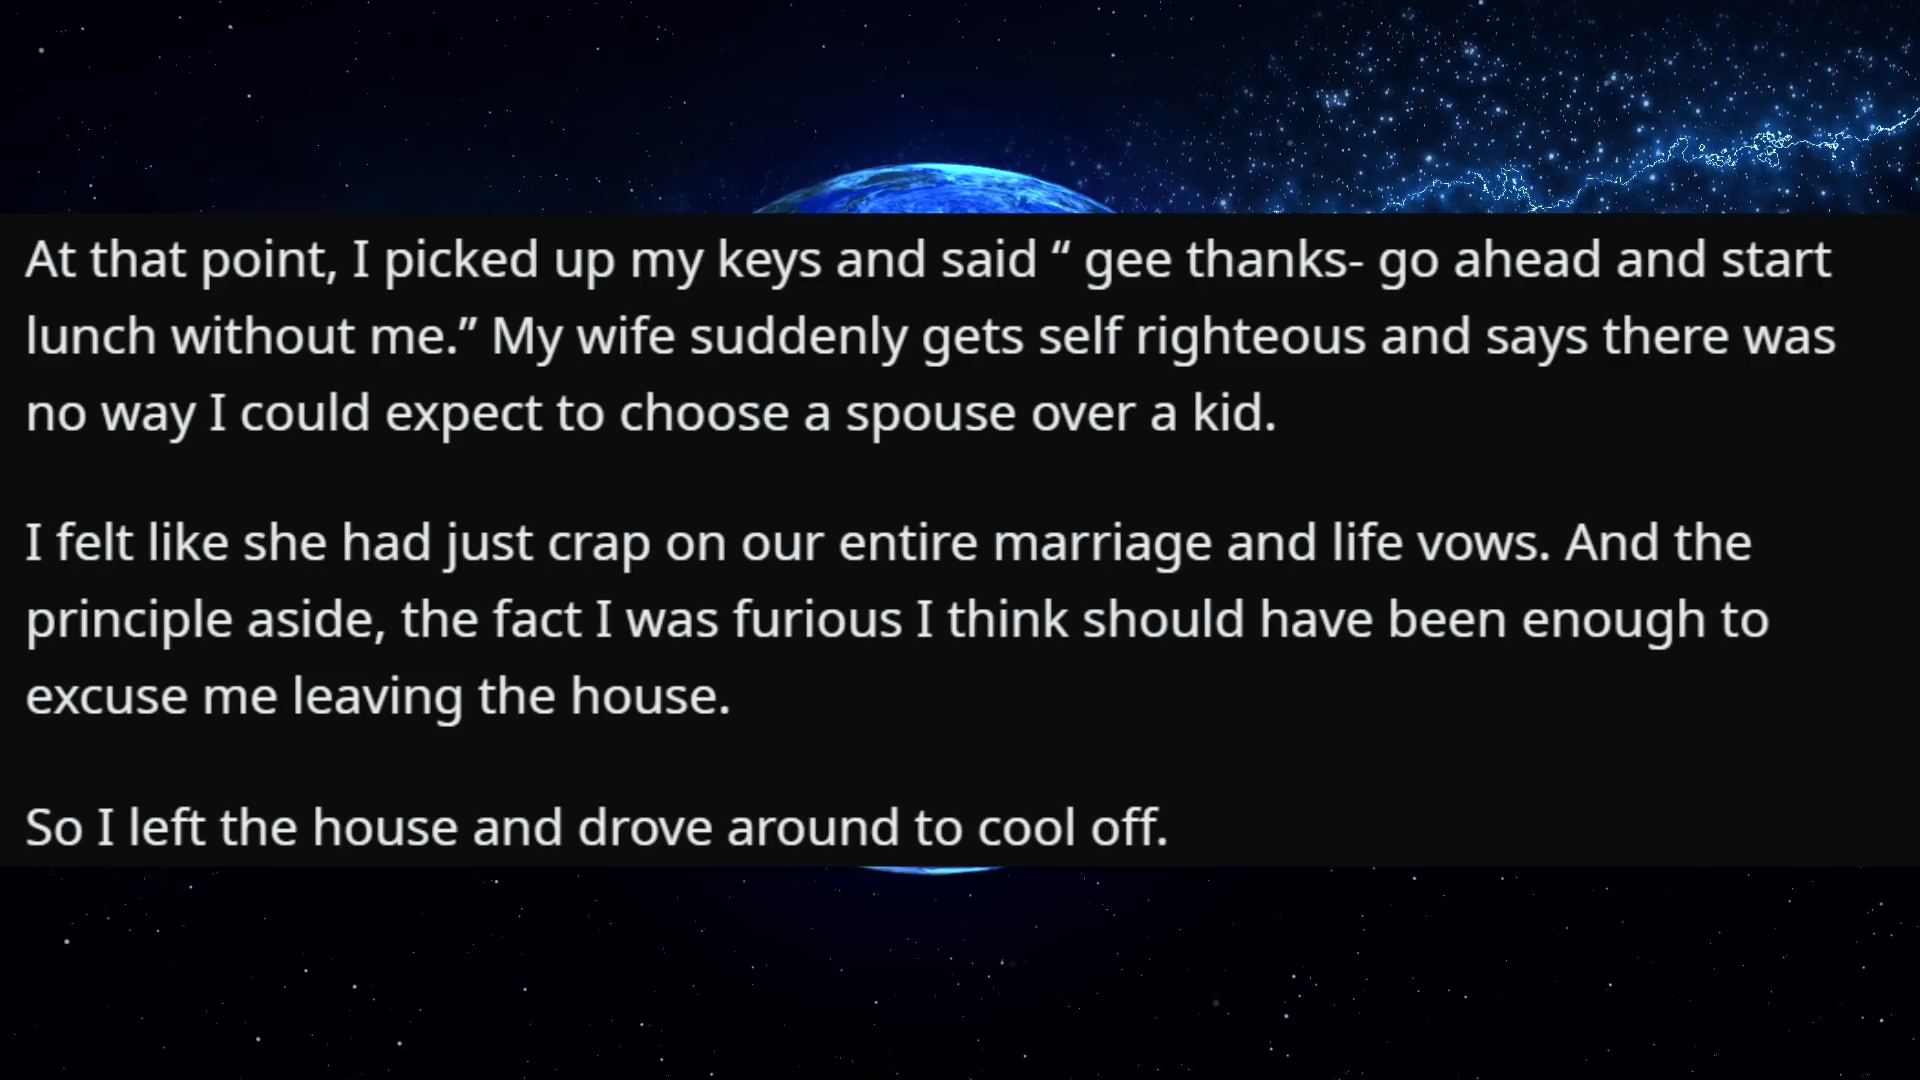 At that point, I picked up my keys and said “ gee thanks- go ahead and start
lunch without me.” My wife suddenly gets self righteous and says there was
no way I could expect to choose a spouse over a kid.
I felt like she had just crap on our entire marriage and life vows. And the
principle aside, the fact I was furious I think should have been enough to
excuse me leaving the house.
So I left the house and drove around to cool off.